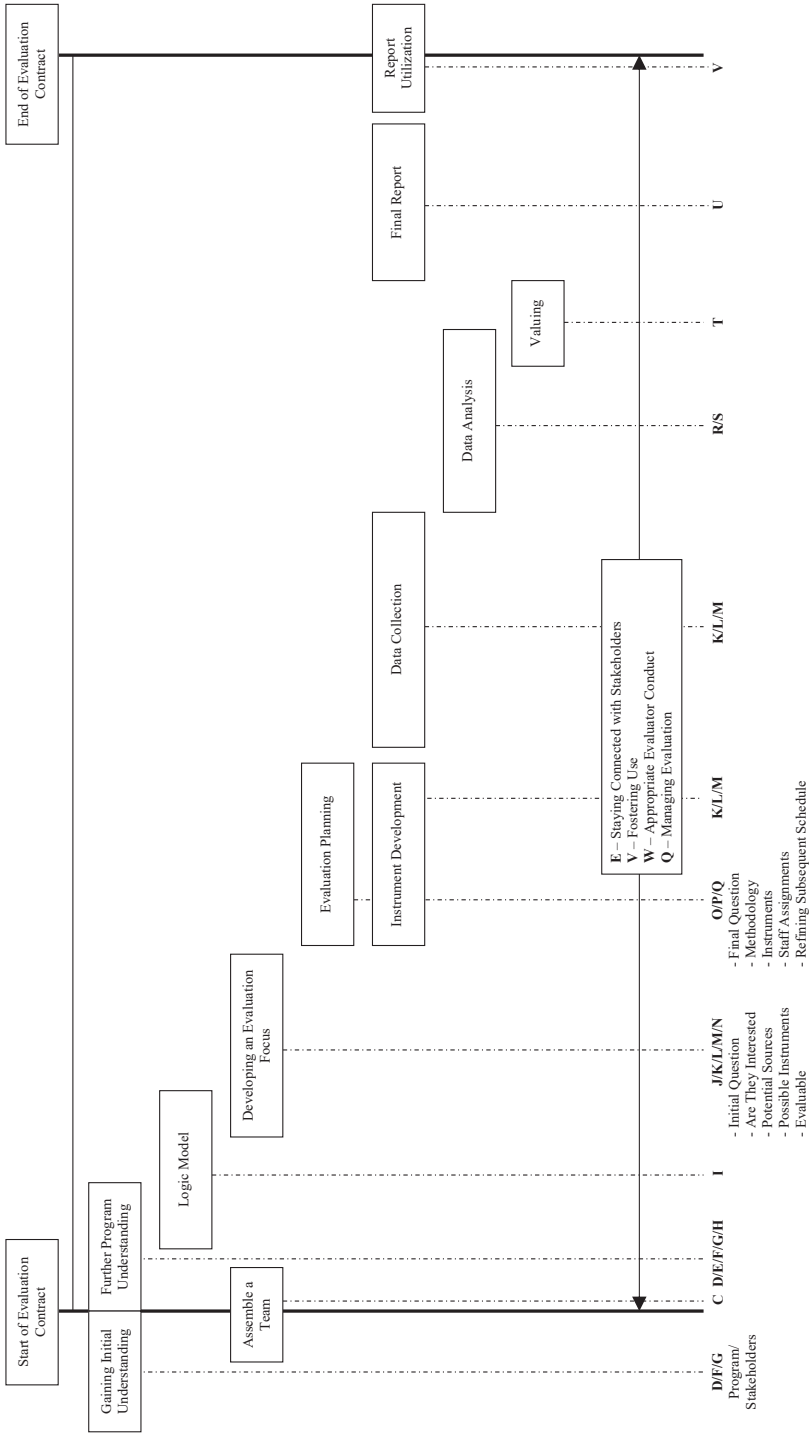 Start of Evaluation
Contract
End of Evaluation
Contract
Gaining Initial
Understanding
Further Program
Understanding
Logic Model
Assemble a
Team
Developing an Evaluation
Focus
Evaluation Planning
Instrument Development
Data Collection
Report
Utilization
Final Report
Data Analysis
Valuing
E – Staying Connected with Stakeholders
V – Fostering Use
W – Appropriate Evaluator Conduct
Q – Managing Evaluation
D/F/G
Program/
Stakeholders
C
D/E/F/G/H
I
J/K/L/M/N
- Initial Question
- Are They Interested
- Potential Sources
- Possible Instruments
- Evaluable
O/P/Q
- Final Question
- Methodology
- Instruments
- Staff Assignments
- Refining Subsequent Schedule
K/L/M
K/L/M
R/S
T
U
V